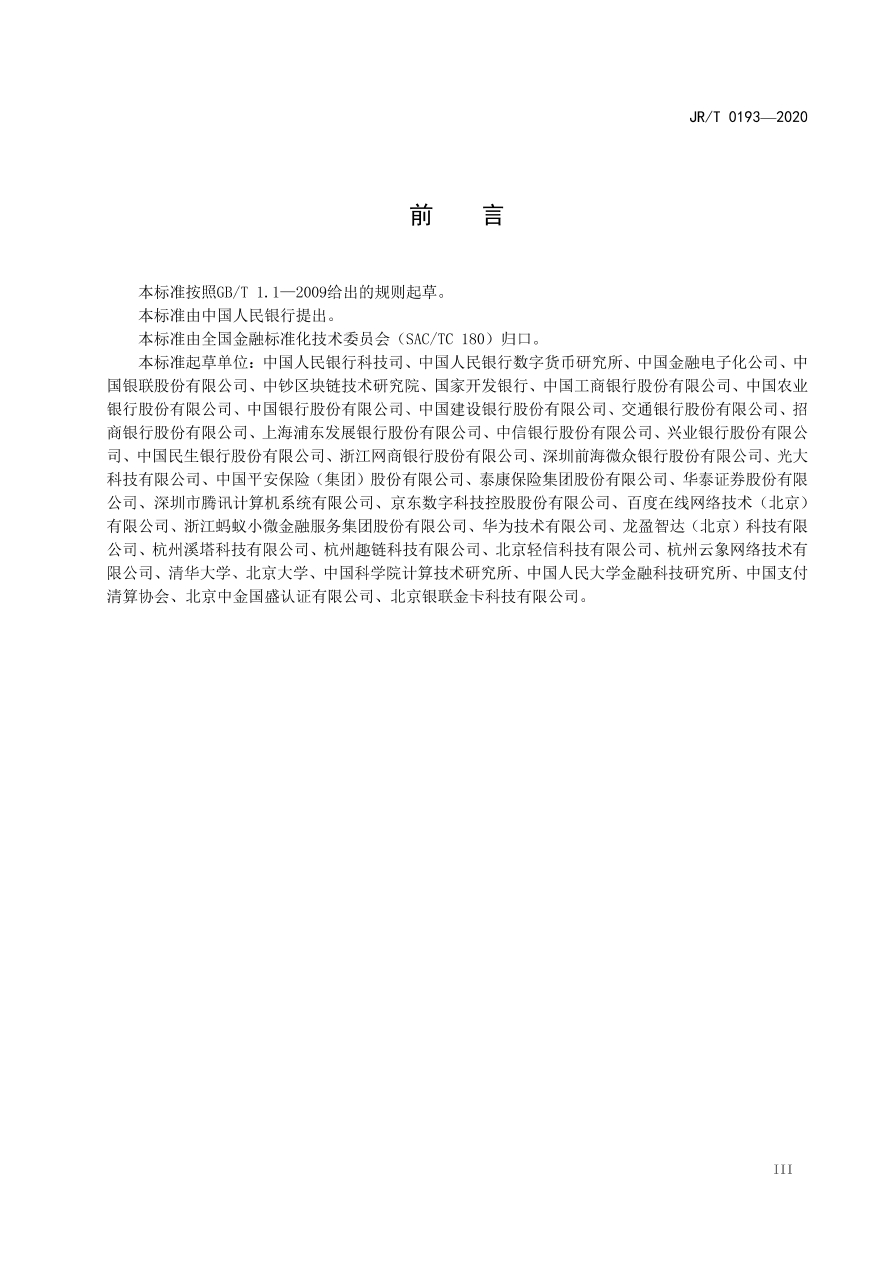 JR/T 0193—2020
前 言
本标准按照GB/T 1.1—2009给出的规则起草。
本标准由中国人民银行提出。
本标准由全国金融标准化技术委员会（SAC/TC 180）归口。
本标准起草单位：中国人民银行科技司、中国人民银行数字货币研究所、中国金融电子化公司、中
国银联股份有限公司、中钞区块链技术研究院、国家开发银行、中国工商银行股份有限公司、中国农业
银行股份有限公司、中国银行股份有限公司、中国建设银行股份有限公司、交通银行股份有限公司、招
商银行股份有限公司、上海浦东发展银行股份有限公司、中信银行股份有限公司、兴业银行股份有限公
司、中国民生银行股份有限公司、浙江网商银行股份有限公司、深圳前海微众银行股份有限公司、光大
科技有限公司、中国平安保险（集团）股份有限公司、泰康保险集团股份有限公司、华泰证券股份有限
公司、深圳市腾讯计算机系统有限公司、京东数字科技控股股份有限公司、百度在线网络技术（北京）
有限公司、浙江蚂蚁小微金融服务集团股份有限公司、华为技术有限公司、龙盈智达（北京）科技有限
公司、杭州溪塔科技有限公司、杭州趣链科技有限公司、北京轻信科技有限公司、杭州云象网络技术有
限公司、清华大学、北京大学、中国科学院计算技术研究所、中国人民大学金融科技研究所、中国支付
清算协会、北京中金国盛认证有限公司、北京银联金卡科技有限公司。
III